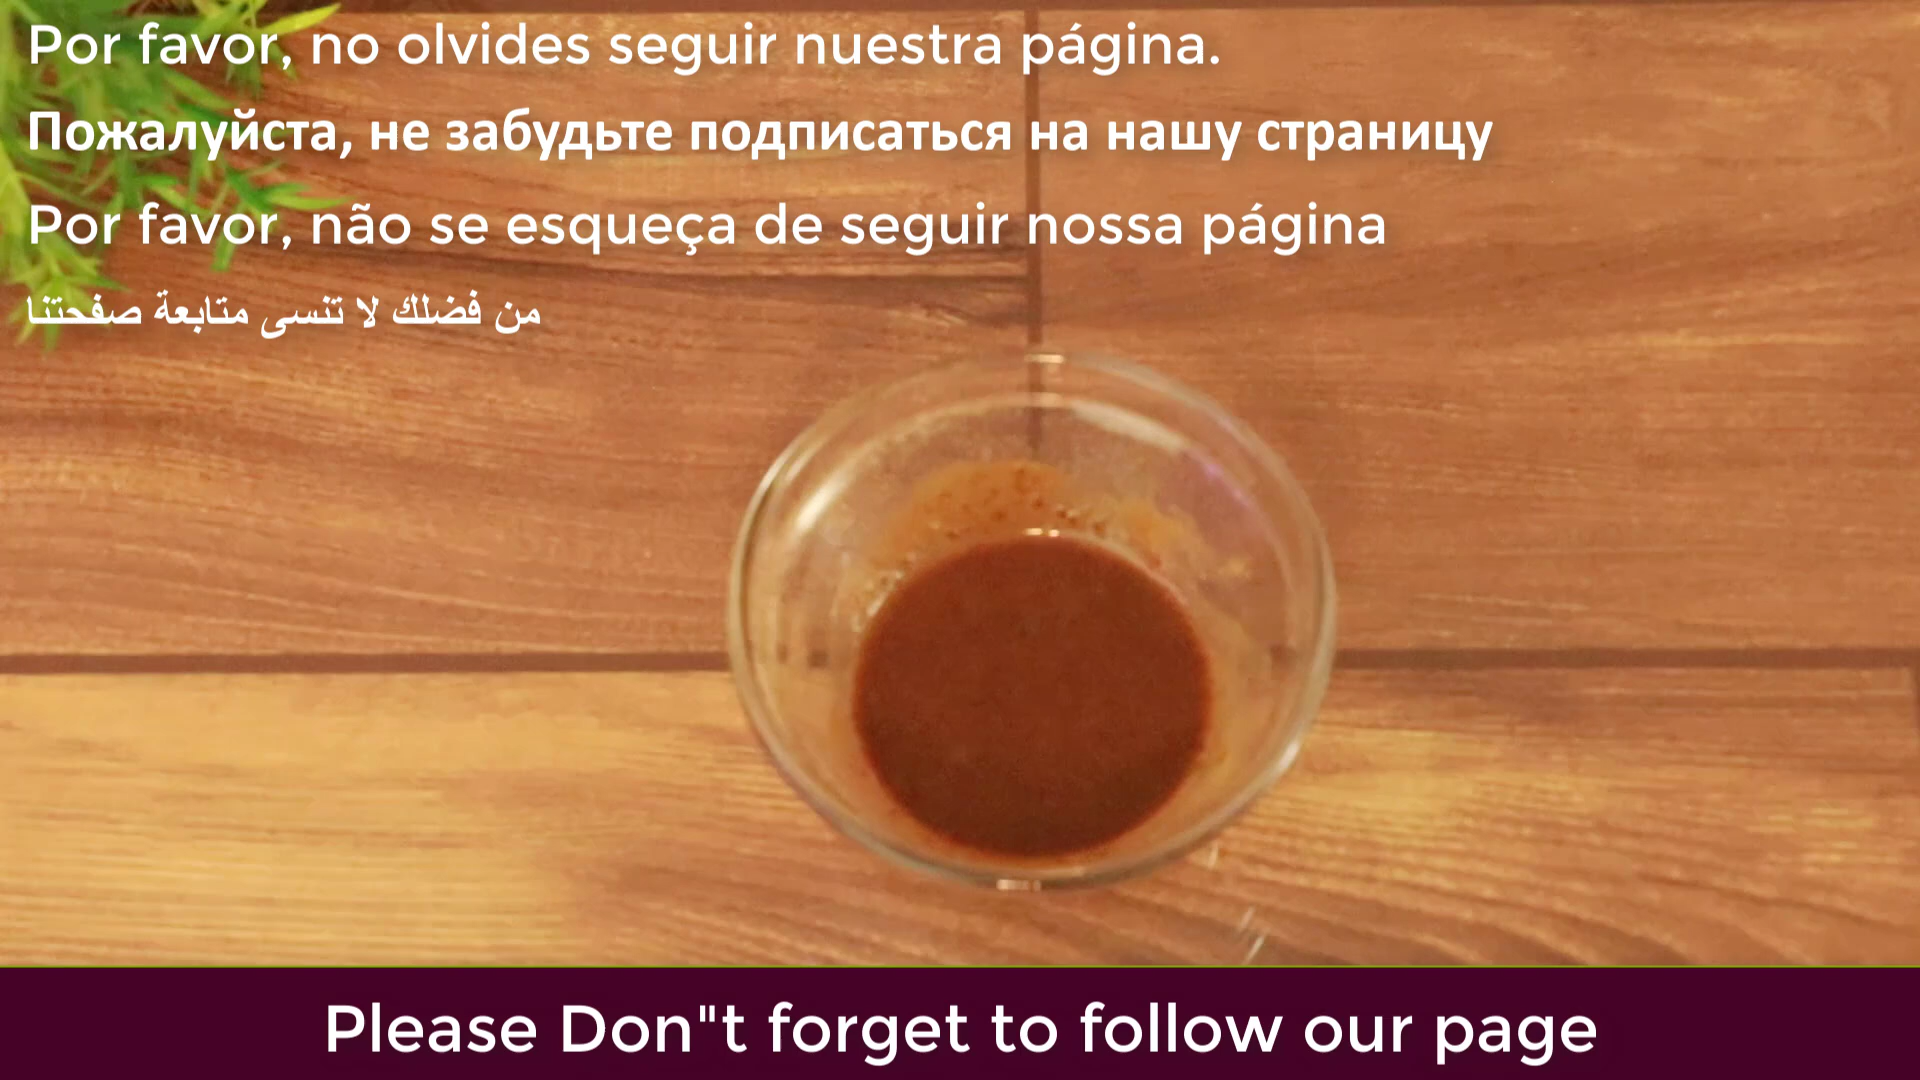 Por favor, no olvides seguir nuestra página.
Пожалуйста, не забудьте подписаться на нашу страницу
Por favor, não se esqueça de seguir nossa página
من فضلك لا تنسى متابعة صفحتنا
Please Don"t forget to follow our page